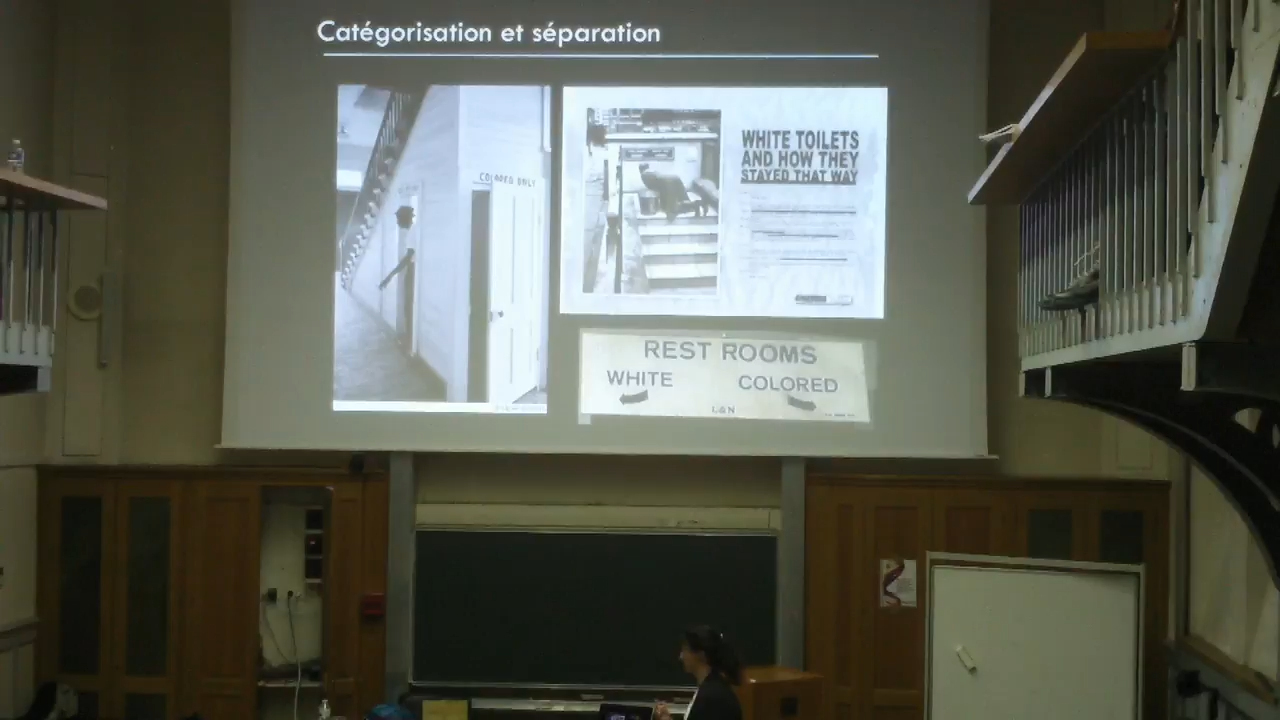 Catégorisation et séparation
COLORED ONLY
WHITE TOILETS
AND HOW THEY
STAYED THAT WAY
REST ROOMS
WHITE
COLORED
L&N